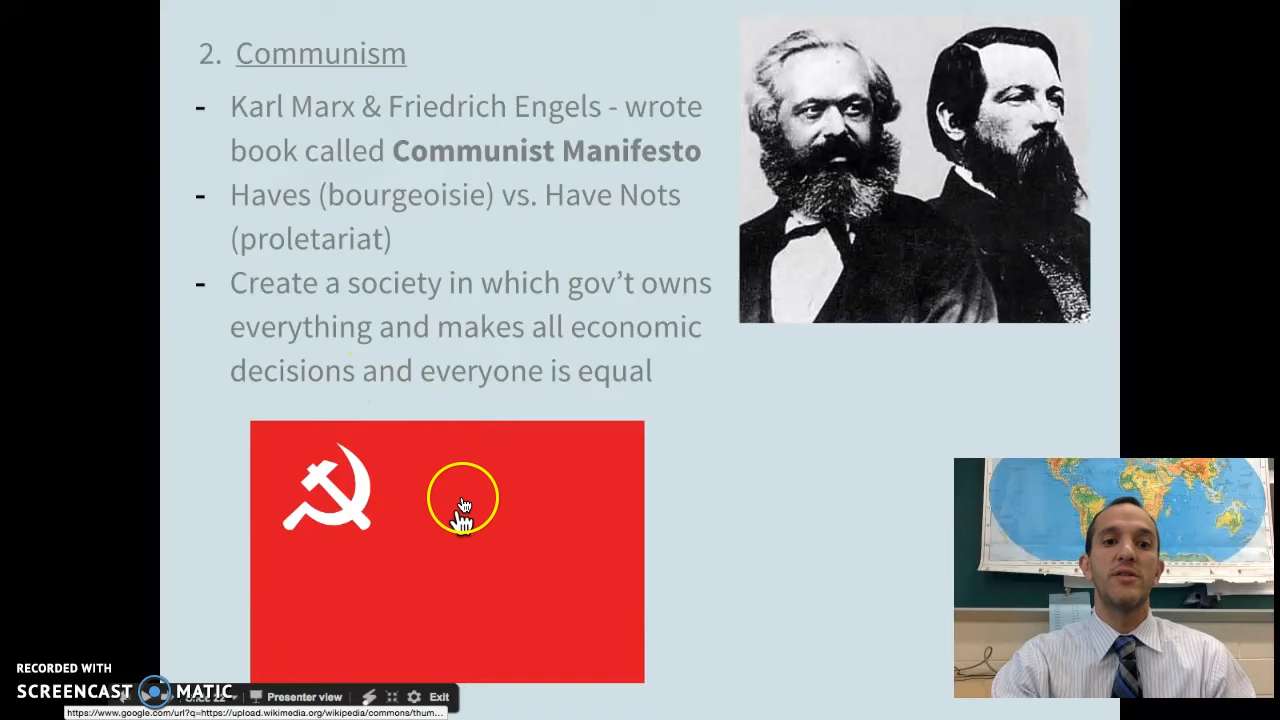 2. Communism
- Karl Marx & Friedrich Engels - wrote
book called Communist Manifesto
- Haves (bourgeoisie) vs. Have Nots
(proletariat)
- Create a society in which gov't owns
everything and makes all economic
decisions and everyone is equal
RECORDED WITH
SCREENCAST MATIC
Presenter view
Exit
https://www.google.com/url?q=https://upload.wikimedia.org/wikipedia/commons/thum...